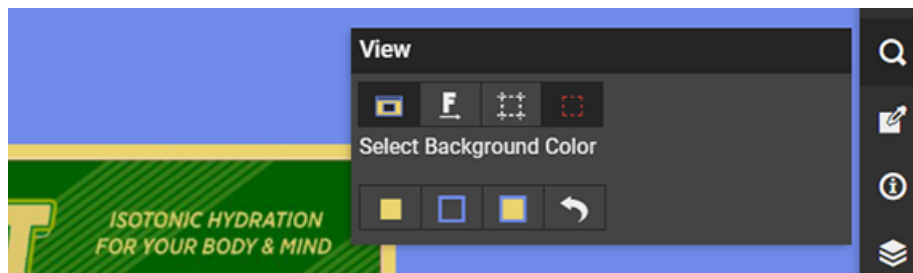 View
F
Select Background Color
ISOTONIC HYDRATION
FOR YOUR BODY & MIND
T